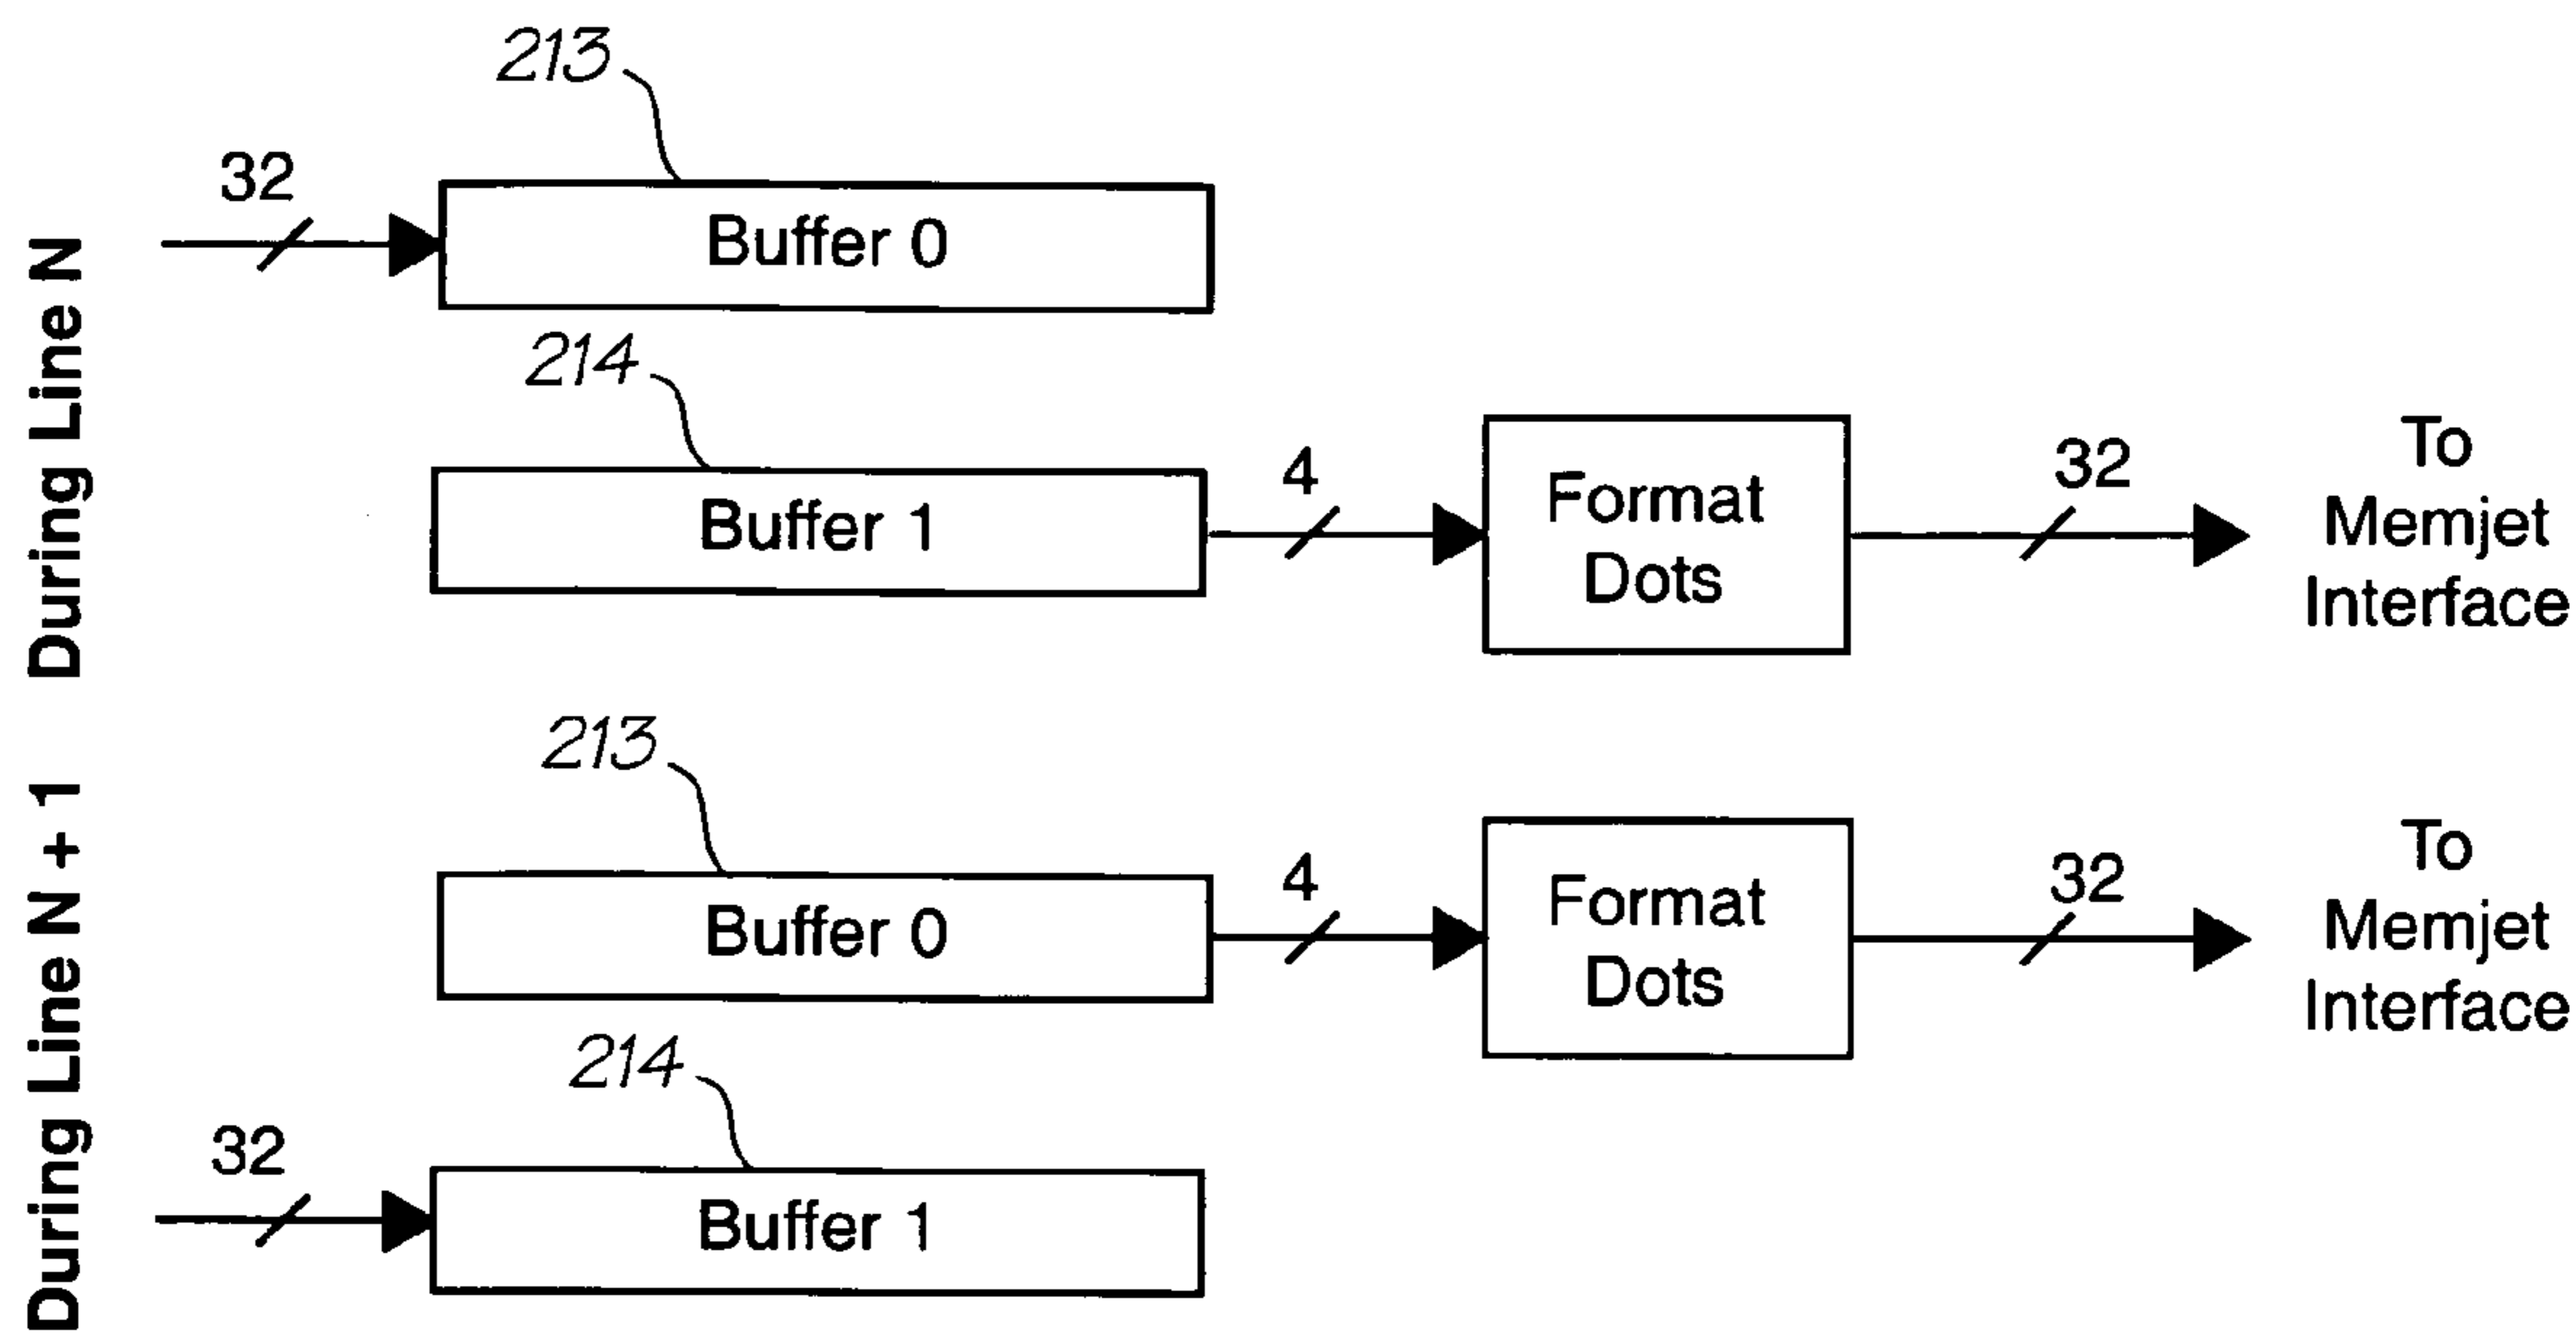 During Line N
213
32
Buffer 0
214
Buffer 1
4
Format
Dots
32
To
Memjet
Interface
During Line N + 1
213
Buffer 0
4
Format
Dots
32
To
Memjet
Interface
214
32
Buffer 1